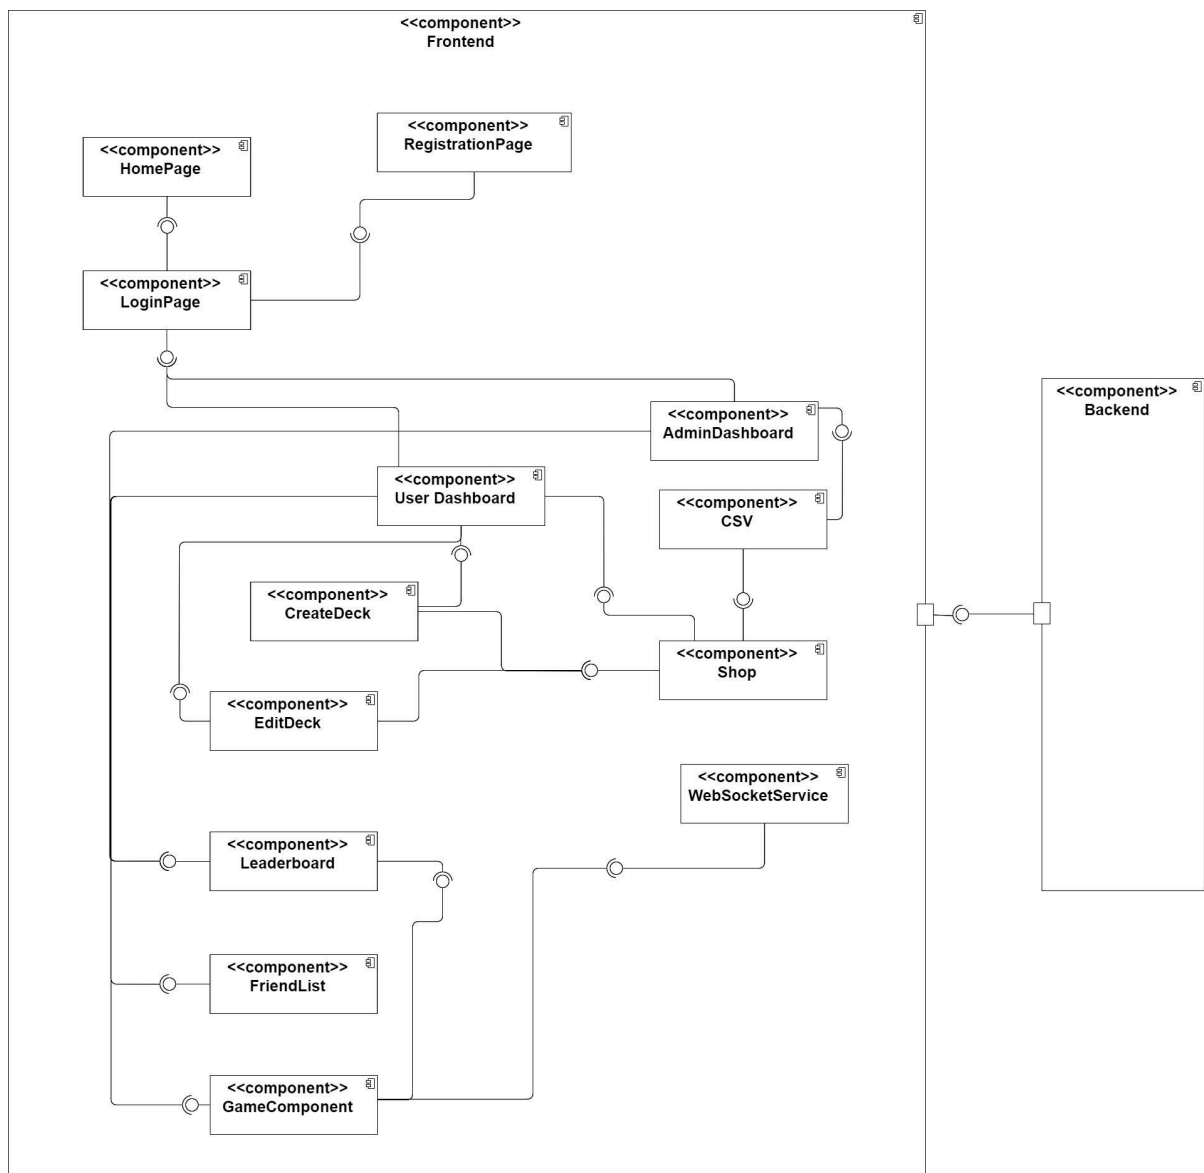 <<component>>
Frontend
<<component>>
RegistrationPage
<<component>>
HomePage
<<component>>
LoginPage
<<component>>
Backend
<<component>>
AdminDashboard
<<component>>
User Dashboard
<<component>>
CSV
<<component>>
CreateDeck
<<component>>
Shop
<<component>>
EditDeck
<<component>>
WebSocketService
<<component>>
Leaderboard
<<component>>
FriendList
<<component>>
GameComponent